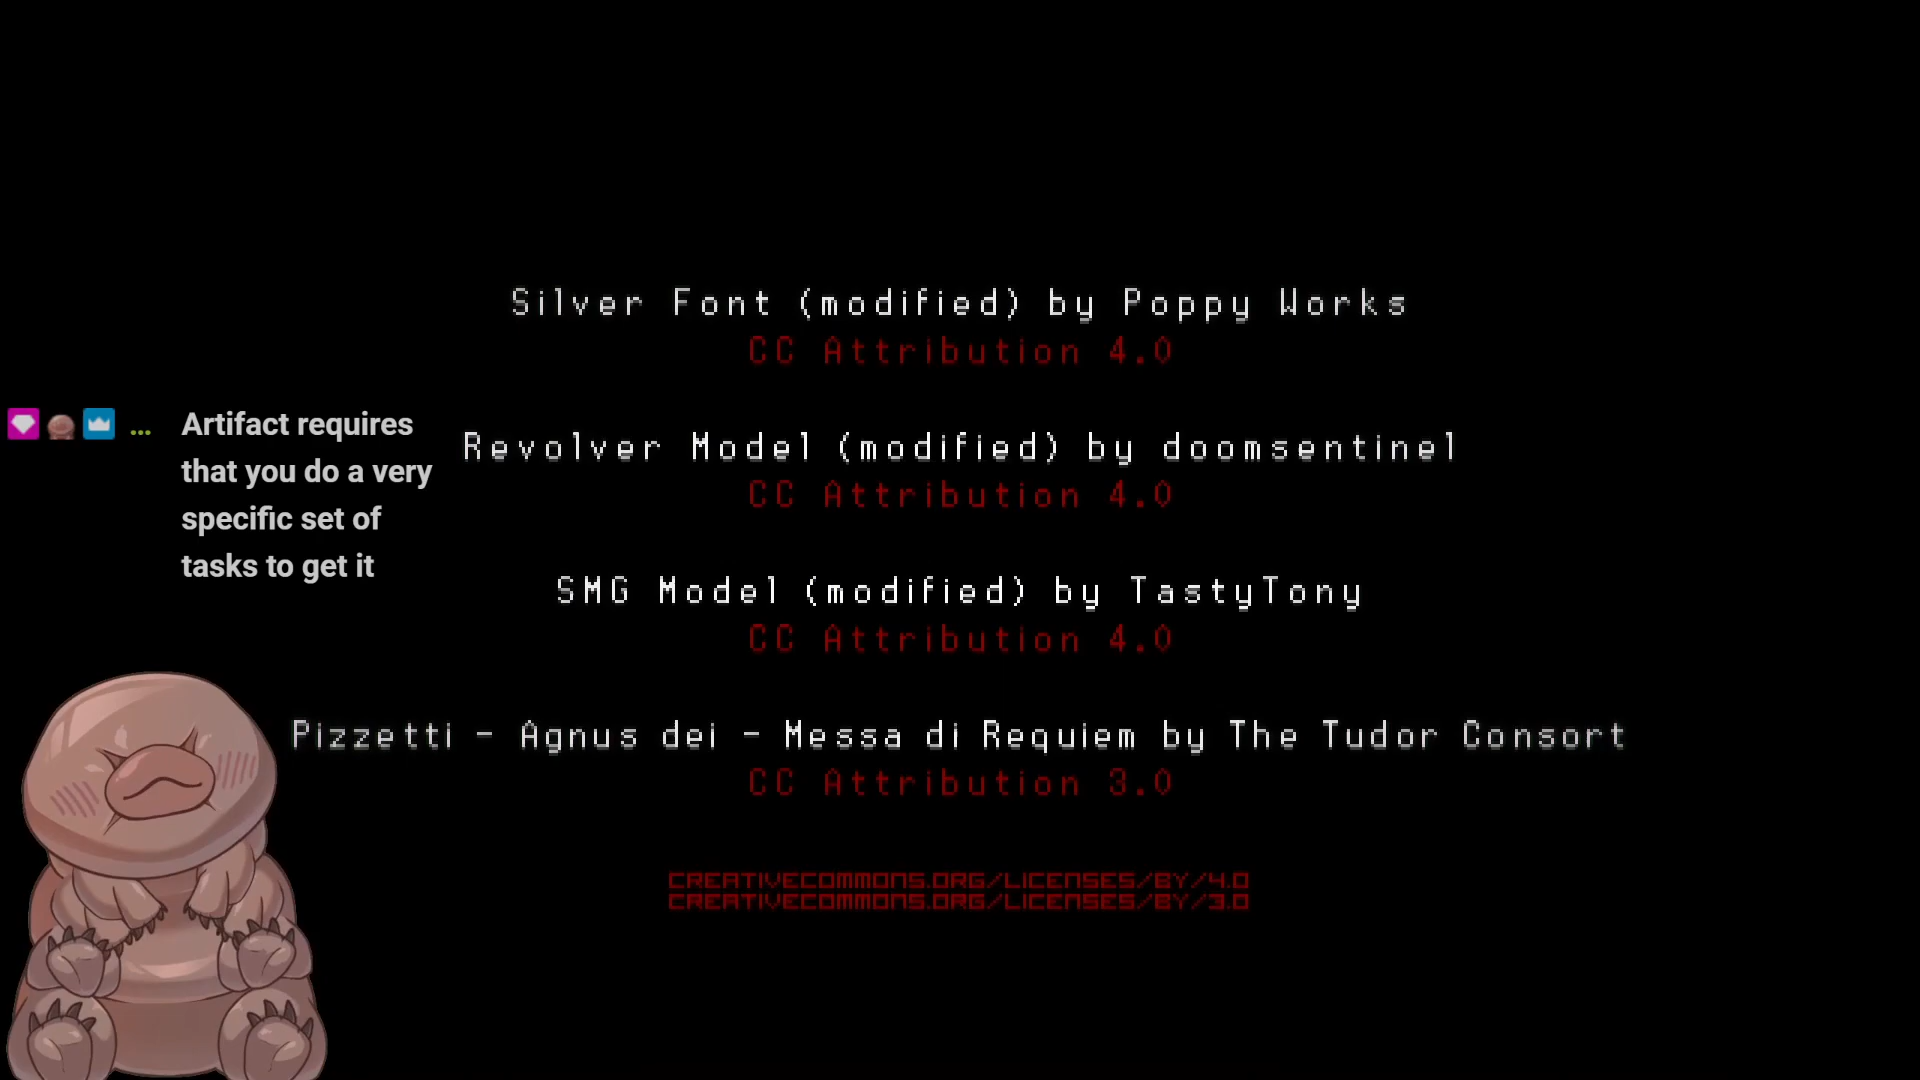 Silver Font (modified) by Poppy Works
CC Attribution 4.0
... Artifact requires
that you do a very
specific set of
tasks to get it
Revolver Model (modified) by doomsentinel
CC Attribution 4.0
SMG Model (modified) by TastyTony
CC Attribution 4.0
Pizzetti - Agnus dei - Messa di Requiem by The Tudor Consort
CC Attribution 3.0
CREATIVECOMMONS.ORG/LICENSES/BY/4.0
CREATIVECOMMONS.ORG/LICENSES/BY/3.0